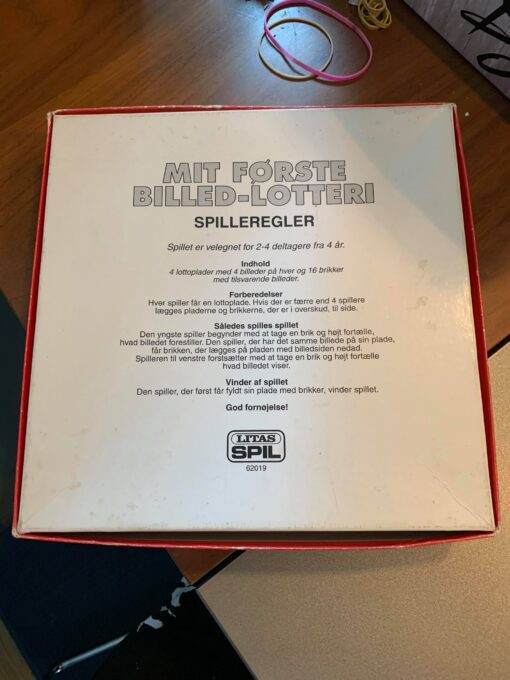 MIT FØRSTE
BILLED-LOTTERI
SPILLEREGLER
Spillet er velegnet for 2-4 deltagere fra 4 år.
Indhold
4 lottoplader med 4 billeder på hver og 16 brikker
med tilsvarende billeder.
Forberedelser
Hver spiller får en lottoplade. Hvis der er færre end 4 spillere
lægges pladerne og brikkerne, der er i overskud, til side.
Således spilles spillet
Den yngste spiller begynder med at tage en brik og højt fortælle,
hvad billedet forestiller. Den spiller, der har det samme billede på sin plade,
får brikken, der lægges på pladen med billedsiden nedad.
Spilleren til venstre forstsætter med at tage en brik og højt fortælle
hvad billedet viser.
Vinder af spillet
Den spiller, der først får fyldt sin plade med brikker, vinder spillet.
God fornøjelse!
LITAS
SPIL
62019